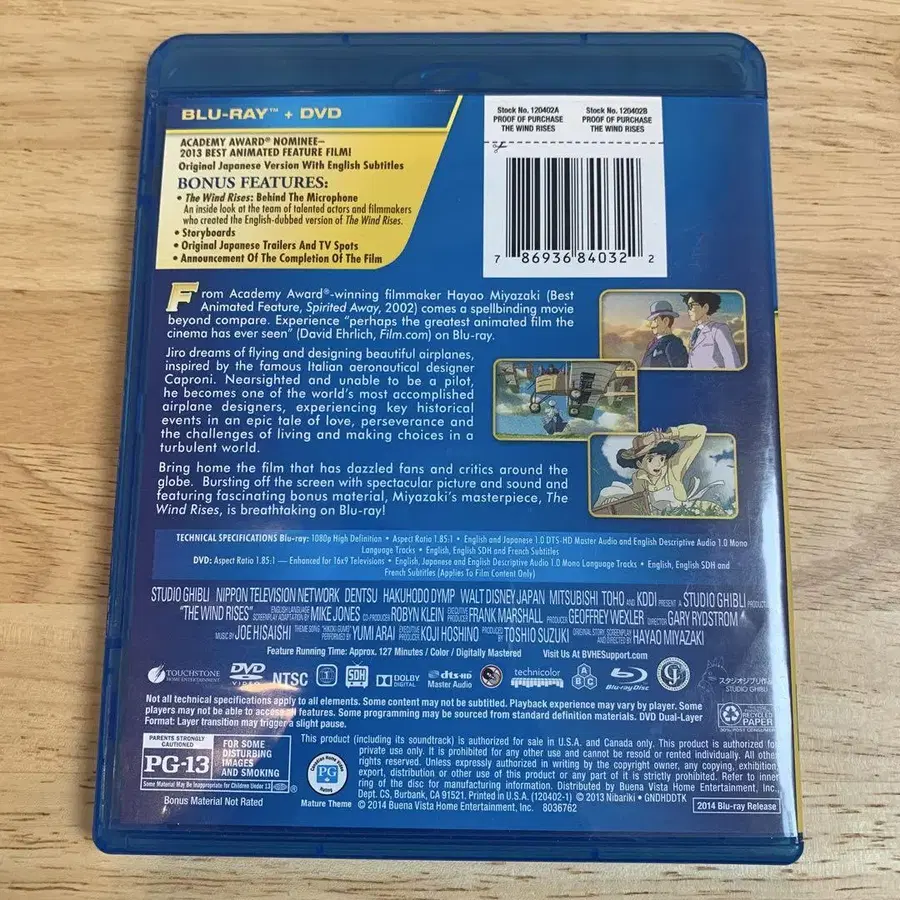 BLU-RAY™ + DVD
ACADEMY AWARD® NOMINEE—
2013 BEST ANIMATED FEATURE FILM!
Original Japanese Version With English Subtitles
BONUS FEATURES:
• The Wind Rises: Behind The Microphone
An inside look at the team of talented actors and filmmakers
who created the English-dubbed version of The Wind Rises.
• Storyboards
• Original Japanese Trailers And TV Spots
• Announcement Of The Completion Of The Film
Stock No. 120402A
PROOF OF PURCHASE
THE WIND RISES
Stock No. 120402B
PROOF OF PURCHASE
THE WIND RISES
7 86936 84032 2
From Academy Award®-winning filmmaker Hayao Miyazaki (Best
Animated Feature, Spirited Away, 2002) comes a spellbinding movie
beyond compare. Experience "perhaps the greatest animated film the
cinema has ever seen" (David Ehrlich, Film.com) on Blu-ray.
Jiro dreams of flying and designing beautiful airplanes,
inspired by the famous Italian aeronautical designer
Caproni. Nearsighted and unable to be a pilot,
he becomes one of the world's most accomplished
airplane designers, experiencing key historical
events in an epic tale of love, perseverance and
the challenges of living and making choices in a
turbulent world.
Bring home the film that has dazzled fans and critics around the
globe. Bursting off the screen with spectacular picture and sound and
featuring fascinating bonus material, Miyazaki's masterpiece, The
Wind Rises, is breathtaking on Blu-ray!
TECHNICAL SPECIFICATIONS Blu-ray: 1080p High Definition • Aspect Ratio 1.85:1 • English and Japanese 1.0 DTS-HD Master Audio and English Descriptive Audio 1.0 Mono
Language Tracks • English, English SDH and French Subtitles
DVD: Aspect Ratio 1.85:1 — Enhanced for 16x9 Televisions • English, Japanese and English Descriptive Audio 1.0 Mono Language Tracks • English, English SDH and
French Subtitles (Applies To Film Content Only)
STUDIO GHIBLI NIPPON TELEVISION NETWORK DENTSU HAKUHODO DYMP WALT DISNEY JAPAN MITSUBISHI TOHO AND KDDI PRESENT A STUDIO GHIBLI
"THE WIND RISES" ENGLISH LANGUAGE SCREENPLAY ADAPTATION BY MIKE JONES CO-PRODUCER ROBYN KLEIN EXECUTIVE PRODUCER FRANK MARSHALL PRODUCER GEOFFREY WEXLER DIRECTOR GARY RYDSTROM
MUSIC BY JOE HISAISHI THEME SONG "HIKOKI GUMO" PERFORMED BY YUMI ARAI EXECUTIVE PRODUCER KOJI HOSHINO PRODUCED BY TOSHIO SUZUKI ORIGINAL STORY, SCREENPLAY AND DIRECTED BY HAYAO MIYAZAKI
Feature Running Time: Approx. 127 Minutes / Color / Digitally Mastered Visit Us At BVHESupport.com
TOUCHSTONE
HOME ENTERTAINMENT
DVD
VIDEO
NTSC
1
SDH
DOLBY
DIGITAL
dts-HD
Master Audio
technicolor
A B C
Blu-ray Disc
スタジオジブリ作品
STUDIO GHIBLI
Not all technical specifications apply to all elements. Some content may not be subtitled. Playback experience may vary by player. Some
players may not be able to access all features. Some programming may be sourced from standard definition materials. DVD Dual-Layer
Format: Layer transition may trigger a slight pause.
RECYCLED
PAPER
PARENTS STRONGLY CAUTIONED
PG-13
Some Material May Be Inappropriate for Children Under 13
FOR SOME
DISTURBING
IMAGES
AND SMOKING
Bonus Material Not Rated
PG
Mature Theme
This product (including its soundtrack) is authorized for sale in U.S.A. and Canada only. This product is authorized for
private use only. It is prohibited for any other use and cannot be resold or rented individually. All other
rights reserved. Unless expressly authorized in writing by the copyright owner, any copying, exhibition,
export, distribution or other use of this product or any part of it is strictly prohibited. Refer to inner
ring of the disc for manufacturing information. Distributed by Buena Vista Home Entertainment, Inc.,
Dept. CS, Burbank, CA 91521. Printed in U.S.A. (120402-1) © 2013 Nibariki • GNDHDDTK
© 2014 Buena Vista Home Entertainment, Inc. 8036762
2014 Blu-ray Release